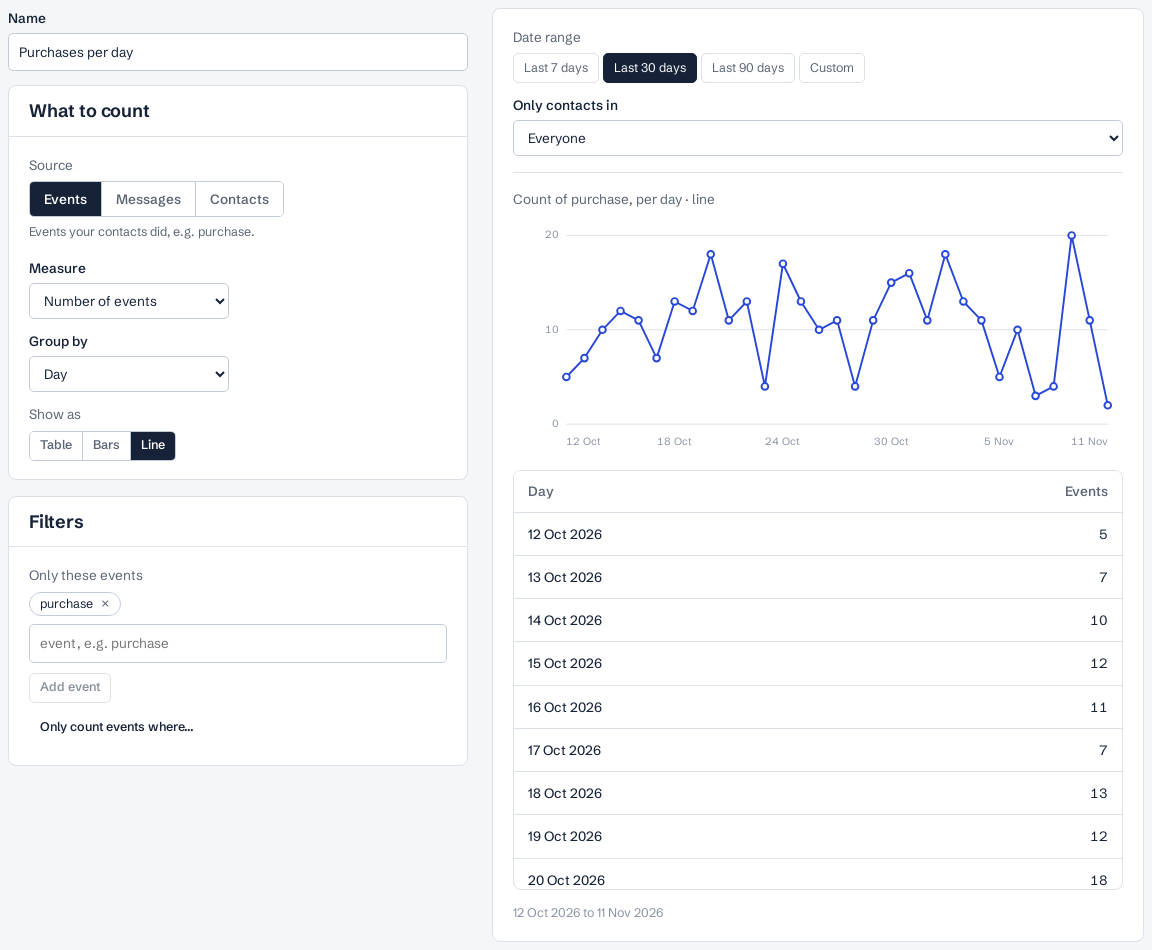 Name
Purchases per day
What to count
Source
Events Messages Contacts
Events your contacts did, e.g. purchase.
Measure
Number of events
Group by
Day
Show as
Table Bars Line
Filters
Only these events
purchase ×
event, e.g. purchase
Add event
Only count events where...
Date range
Last 7 days Last 30 days Last 90 days Custom
Only contacts in
Everyone
Count of purchase, per day · line
20
10
0
12 Oct 18 Oct 24 Oct 30 Oct 5 Nov 11 Nov
Day Events
12 Oct 2026 5
13 Oct 2026 7
14 Oct 2026 10
15 Oct 2026 12
16 Oct 2026 11
17 Oct 2026 7
18 Oct 2026 13
19 Oct 2026 12
20 Oct 2026 18
12 Oct 2026 to 11 Nov 2026